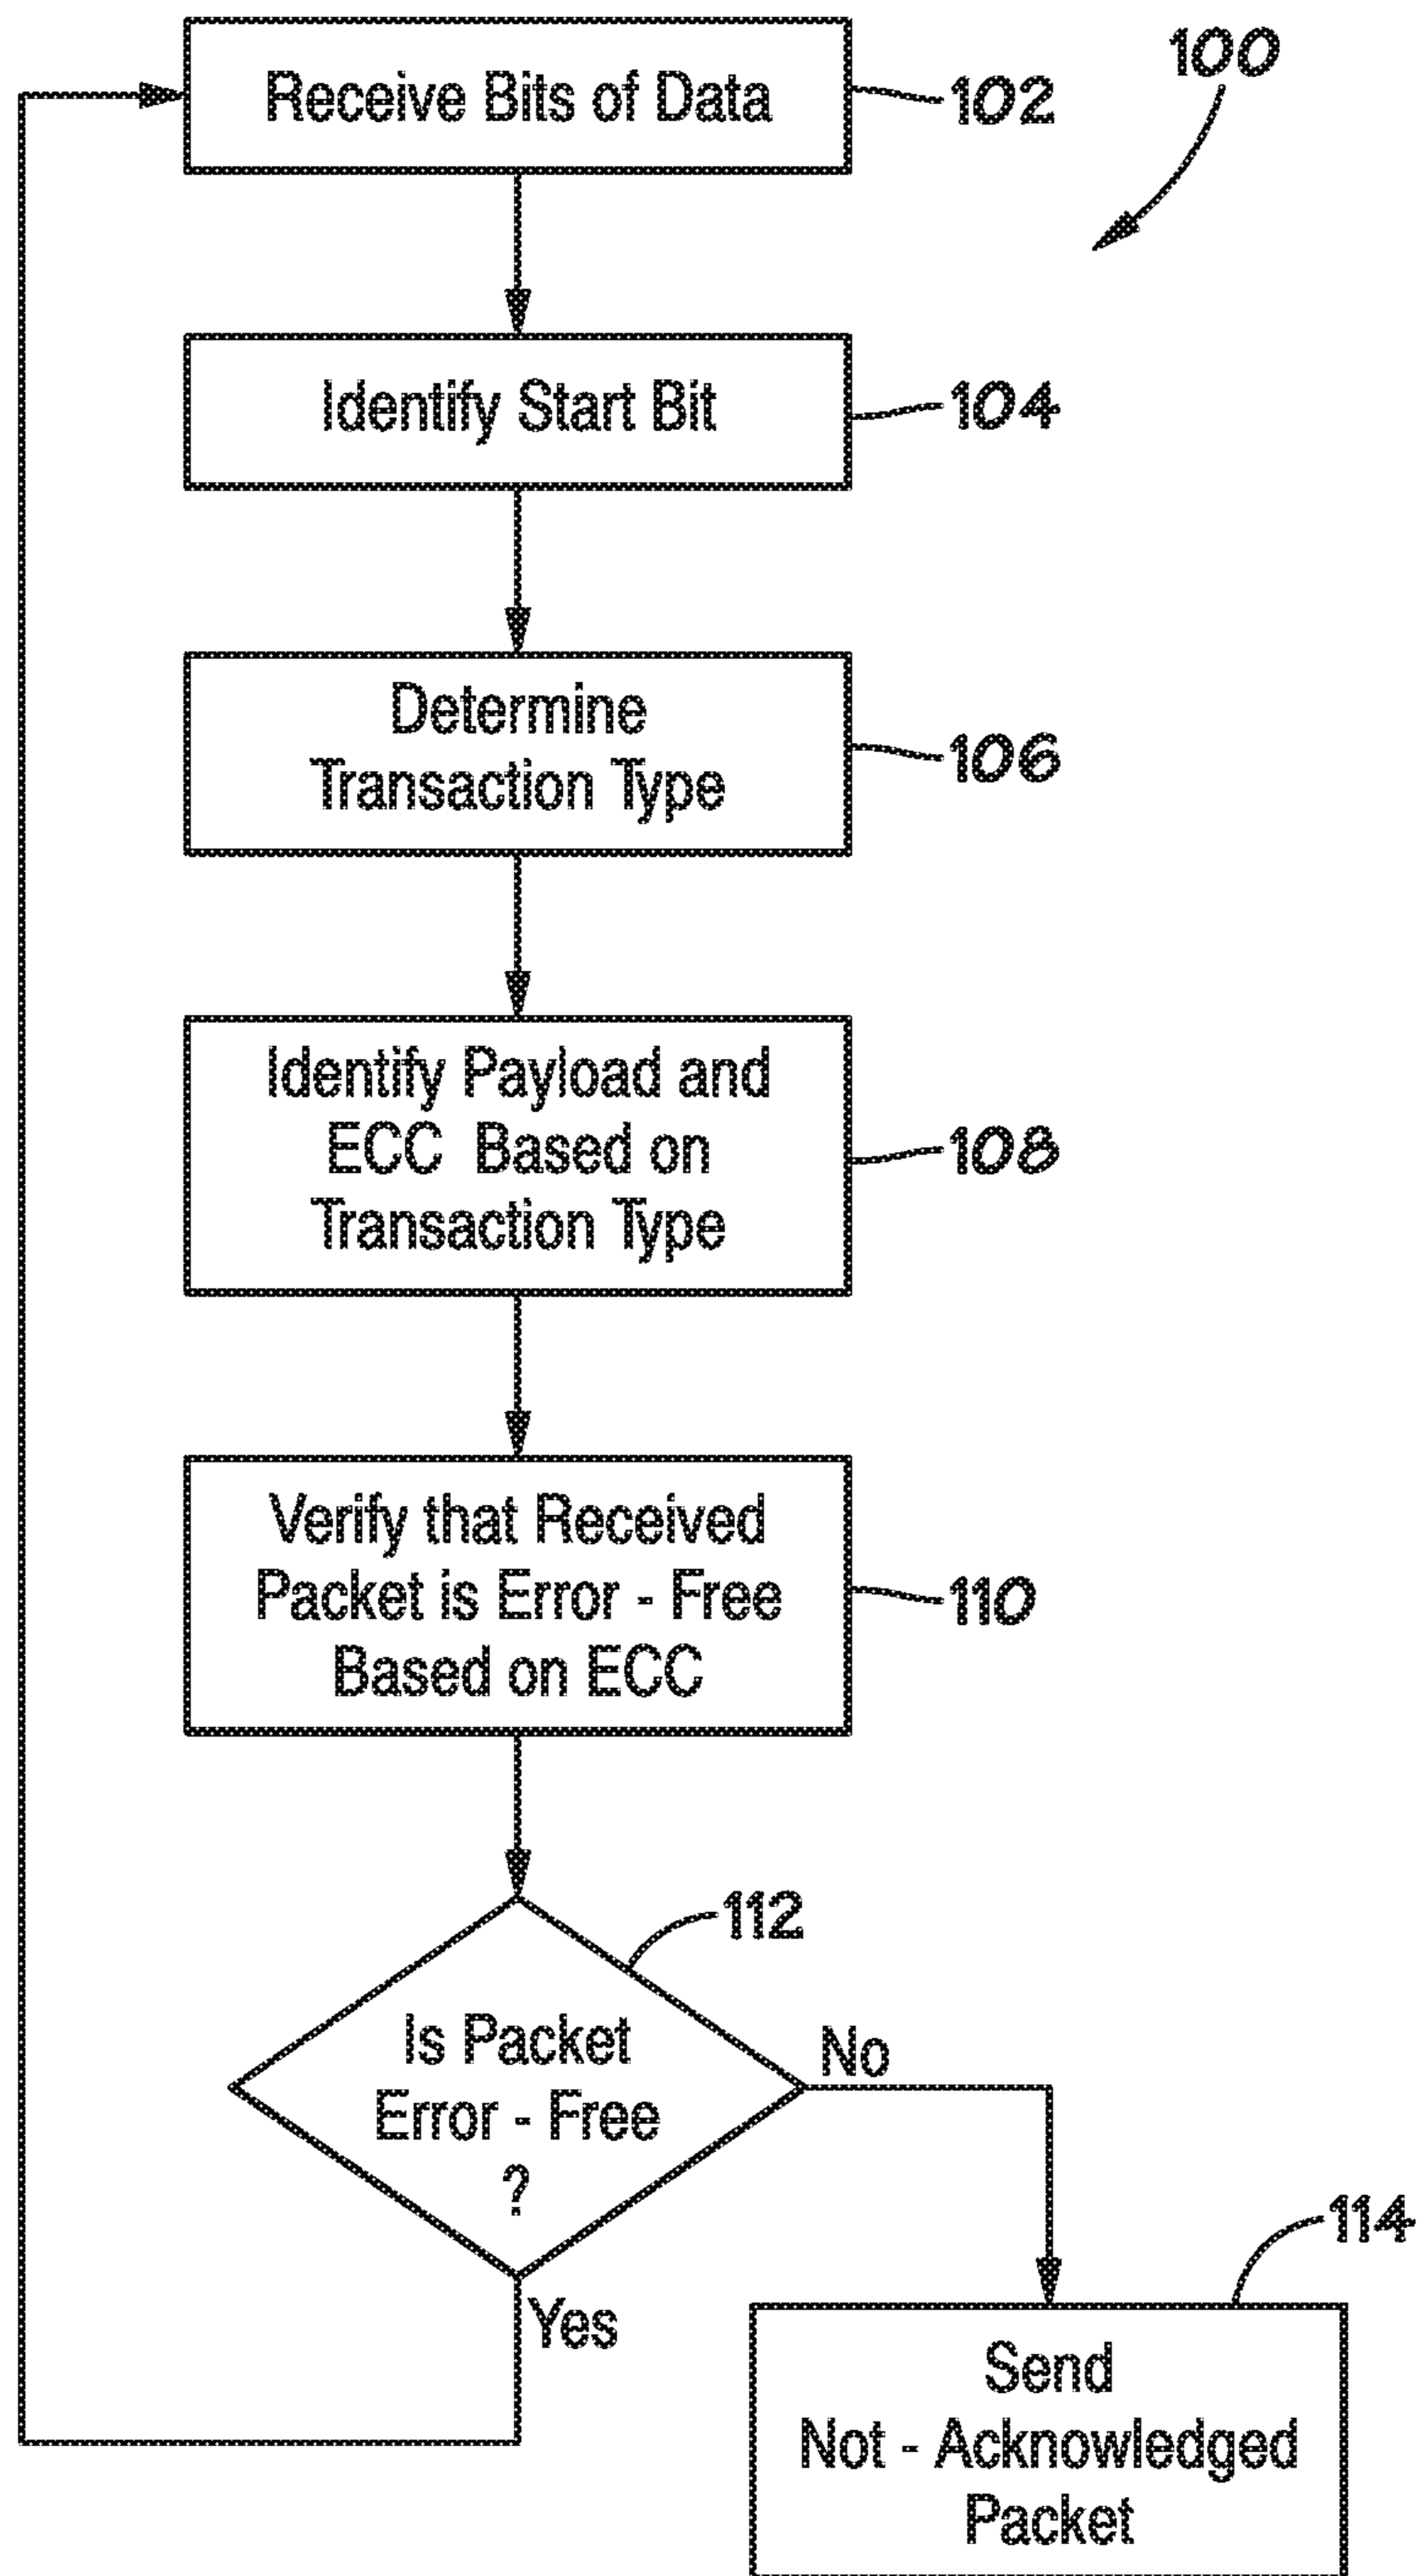 100
Receive Bits of Data
102
Identify Start Bit
104
Determine
Transaction Type
106
Identify Payload and
ECC Based on
Transaction Type
108
Verify that Received
Packet is Error - Free
Based on ECC
110
112
Is Packet
Error - Free
?
No
Yes
114
Send
Not - Acknowledged
Packet